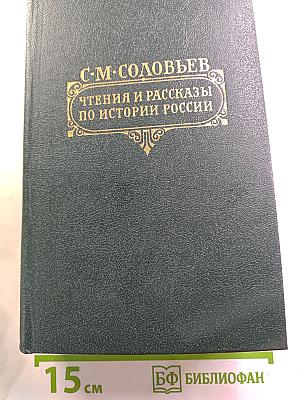 С·М·СОЛОВЬЕВ
ЧТЕНИЯ И РАССКАЗЫ
ПО ИСТОРИИ РОССИИ
15 см
БФ БИБЛИОФАН